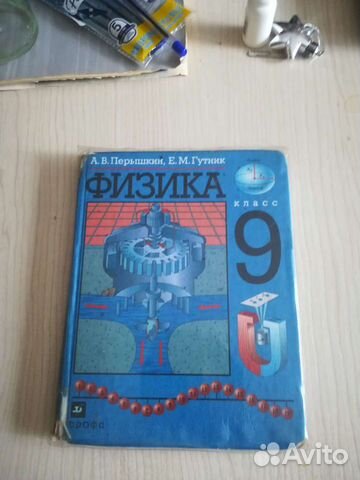 А. В. Перышкин, Е. М. Гутник
ФИЗИКА
класс
9
ДРОФА
Avito